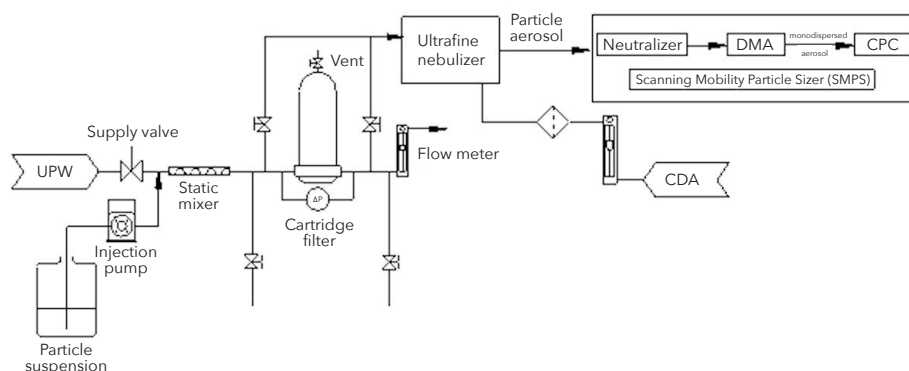 Particle
aerosol
Ultrafine
nebulizer
Neutralizer
DMA
monodispersed
aerosol
CPC
Scanning Mobility Particle Sizer (SMPS)
Vent
Supply valve
UPW
Static
mixer
Flow meter
ΔP
Cartridge
filter
CDA
Injection
pump
Particle
suspension